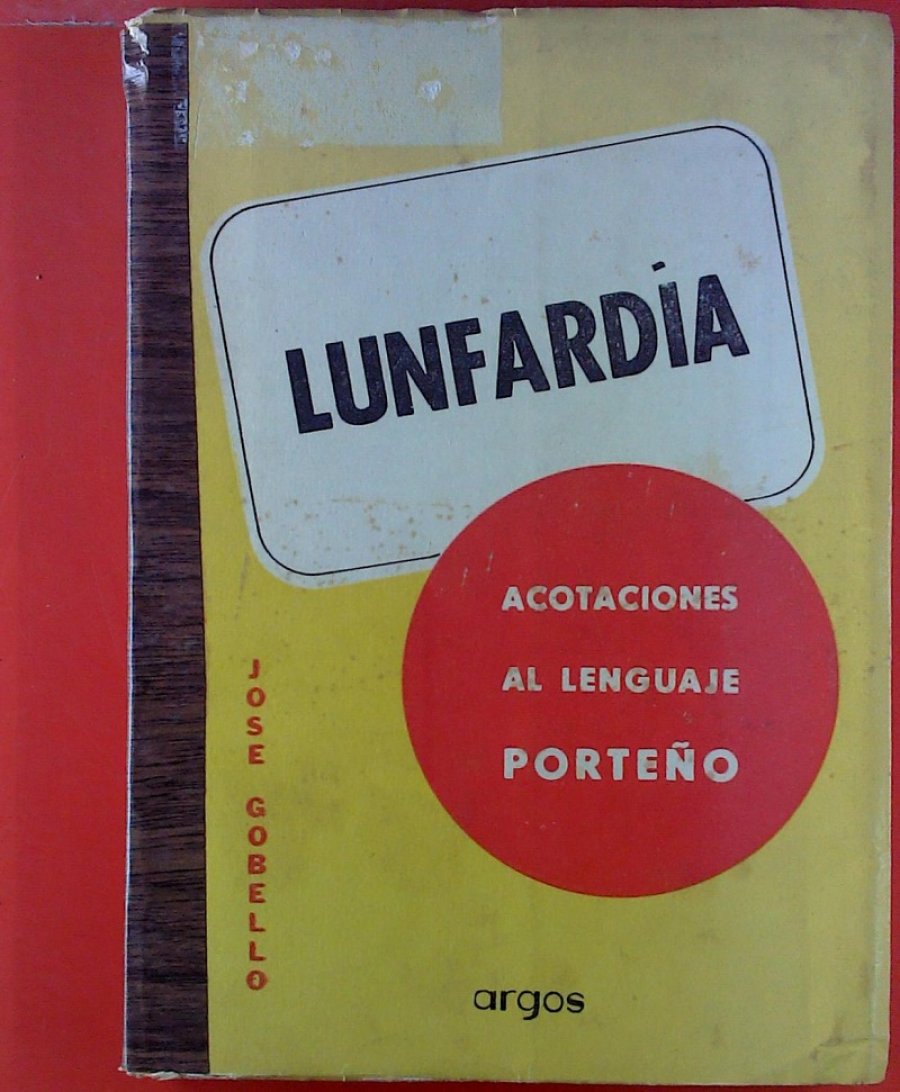 LUNFARDÍA
ACOTACIONES
AL LENGUAJE
PORTEÑO
JOSE GOBELLO
argos